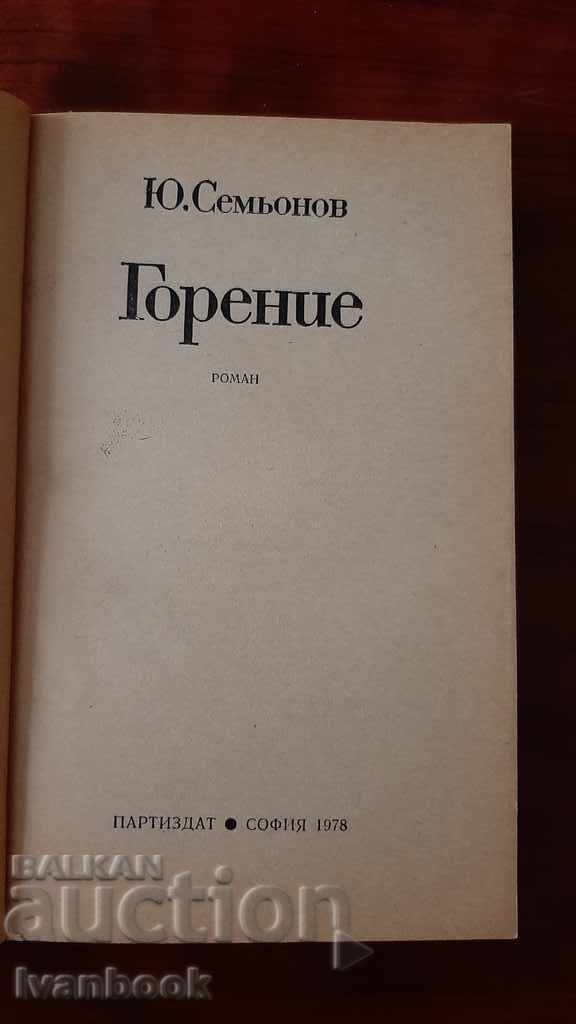 Ю. Семьонов
Горение
РОМАН
ПАРТИЗДАТ ● СОФИЯ 1978
BALKAN
auction
Ivanbook